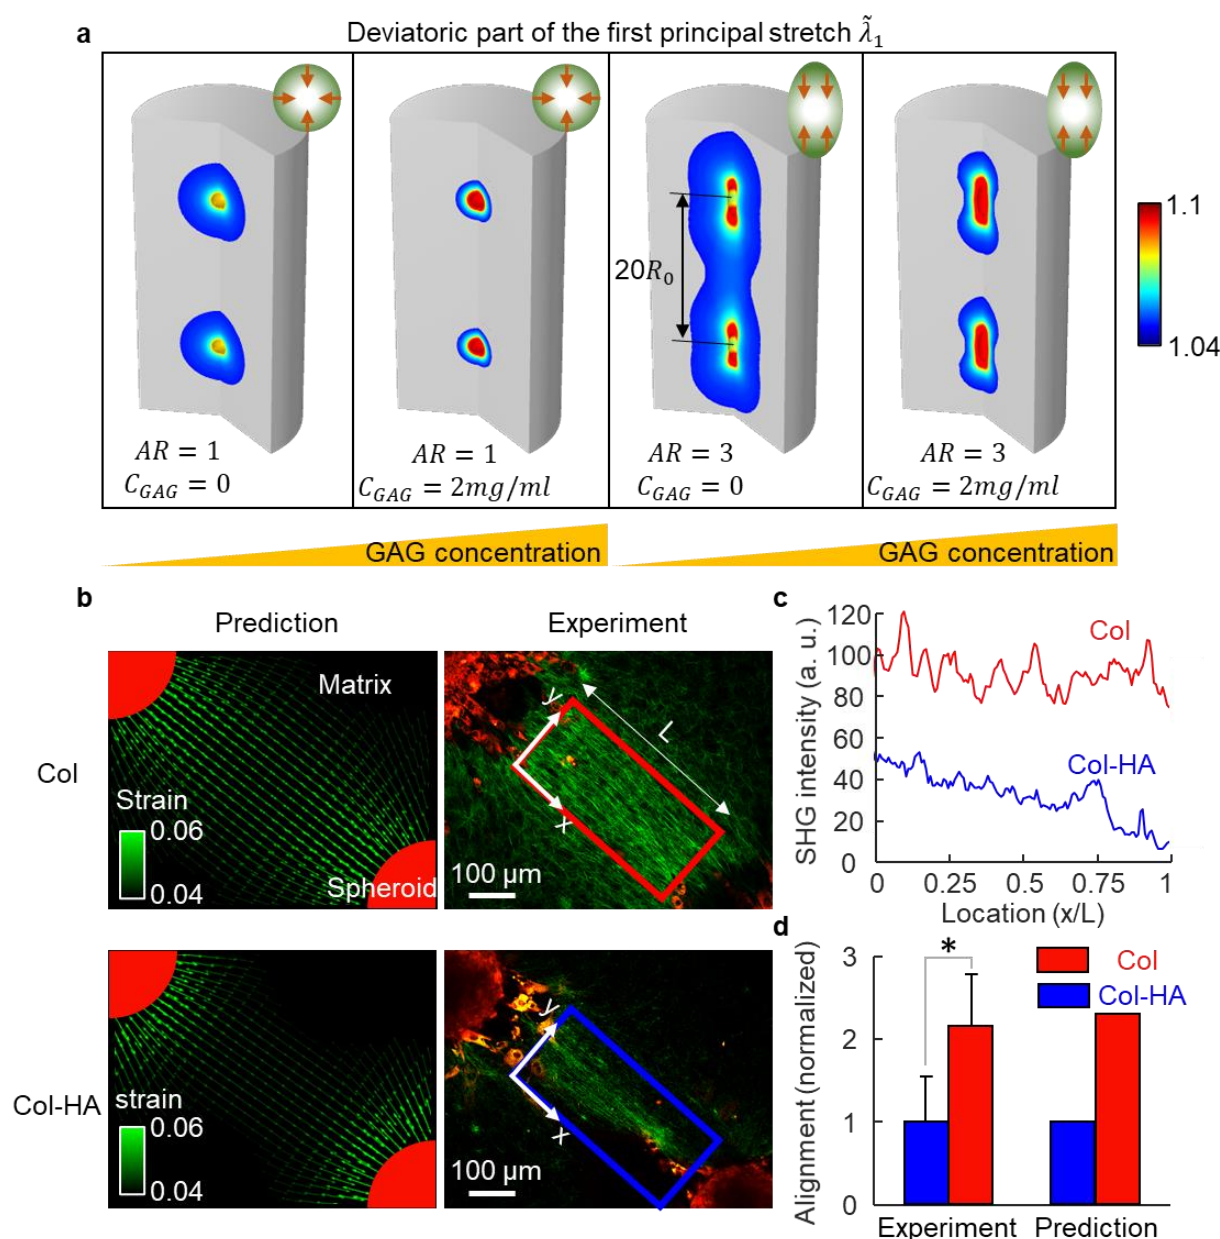 a
Deviatoric part of the first principal stretch λ̃₁
20R₀
1.1
1.04
AR = 1
C_GAG = 0
AR = 1
C_GAG = 2mg/ml
AR = 3
C_GAG = 0
AR = 3
C_GAG = 2mg/ml
GAG concentration
GAG concentration
b
Prediction
Experiment
Col
Matrix
Strain
0.06
0.04
Spheroid
y
x
L
100 µm
Col-HA
strain
0.06
0.04
y
x
100 µm
c
SHG intensity (a. u.)
120
100
80
60
40
20
0
Col
Col-HA
0 0.25 0.5 0.75 1
Location (x/L)
d
Alignment (normalized)
3
2
1
0
*
Col
Col-HA
Experiment Prediction